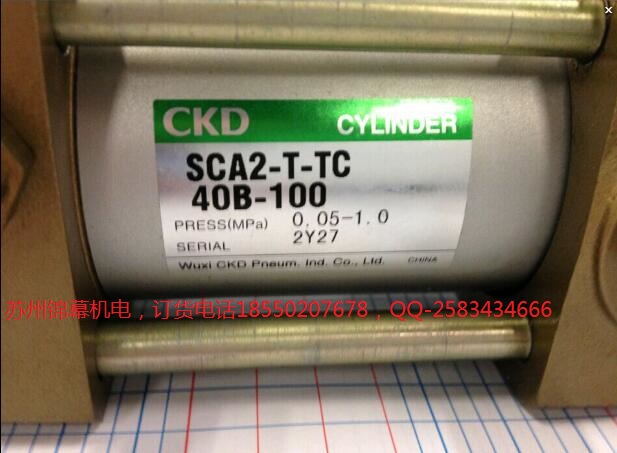 CKD CYLINDER
SCA2-T-TC
40B-100
PRESS(MPa) 0.05-1.0
SERIAL 2Y27
Wuxi CKD Pneum. Ind. Co., Ltd. CHINA
苏州锦幕机电，订货电话18550207678，QQ-2583434666